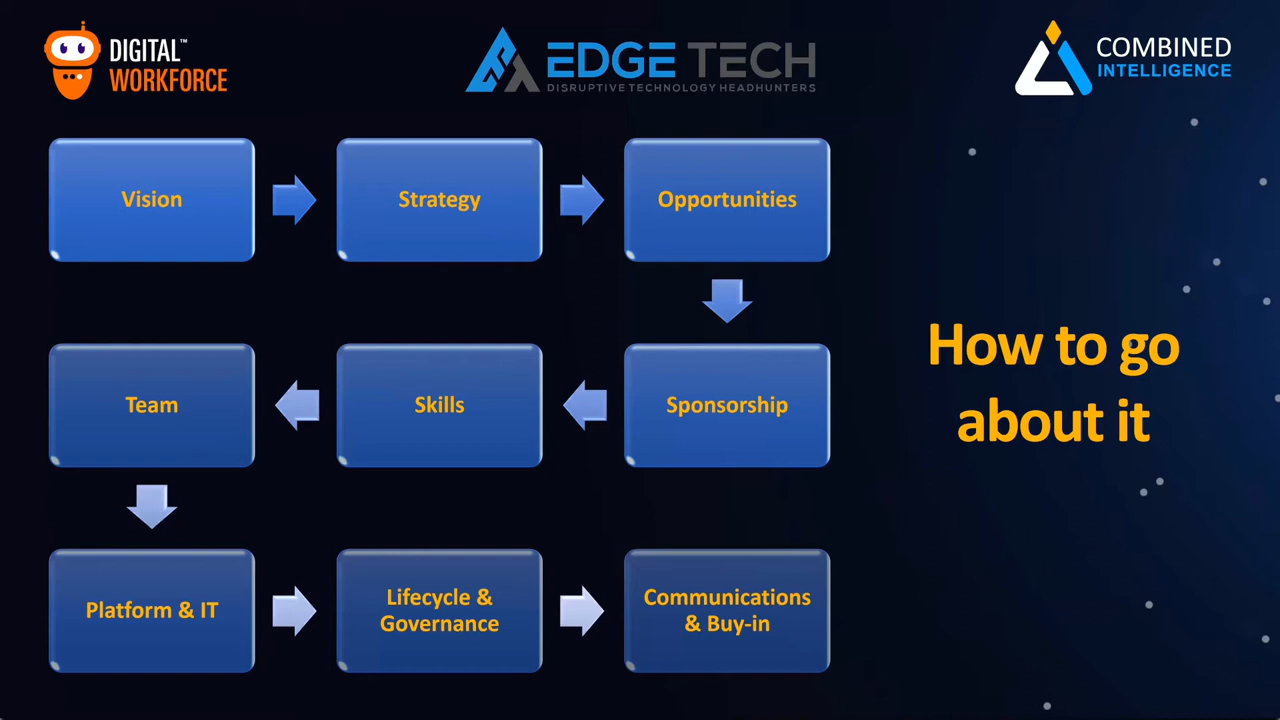 DIGITAL™
WORKFORCE
EDGE TECH
DISRUPTIVE TECHNOLOGY HEADHUNTERS
COMBINED
INTELLIGENCE
Vision
Strategy
Opportunities
Team
Skills
Sponsorship
Platform & IT
Lifecycle &
Governance
Communications
& Buy-in
How to go
about it